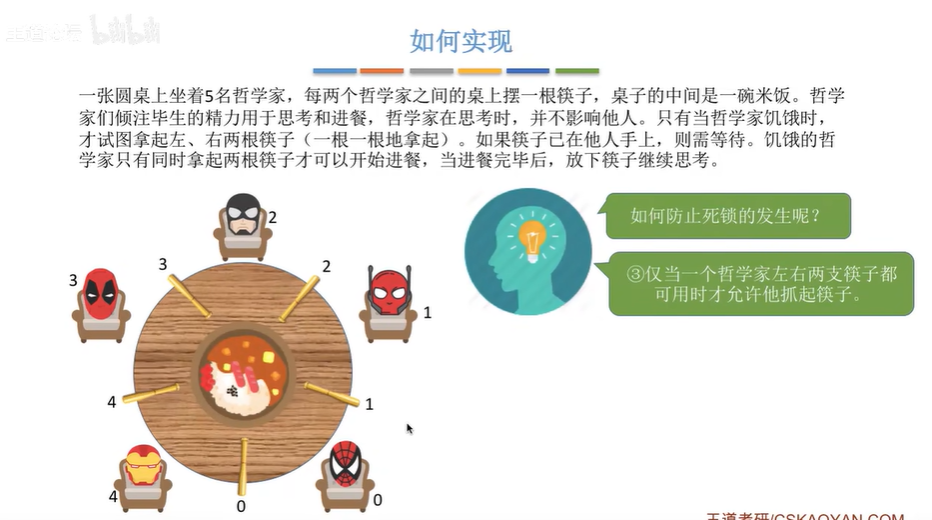 bilibili
如何实现
一张圆桌上坐着5名哲学家，每两个哲学家之间的桌上摆一根筷子，桌子的中间是一碗米饭。哲学
家们倾注毕生的精力用于思考和进餐，哲学家在思考时，并不影响他人。只有当哲学家饥饿时，
才试图拿起左、右两根筷子（一根一根地拿起）。如果筷子已在他人手上，则需等待。饥饿的哲
学家只有同时拿起两根筷子才可以开始进餐，当进餐完毕后，放下筷子继续思考。
如何防止死锁的发生呢？
③仅当一个哲学家左右两支筷子都
可用时才允许他抓起筷子。
2
3
2
3
1
4
1
4
0
0
王道考研/CSKAOYAN.COM